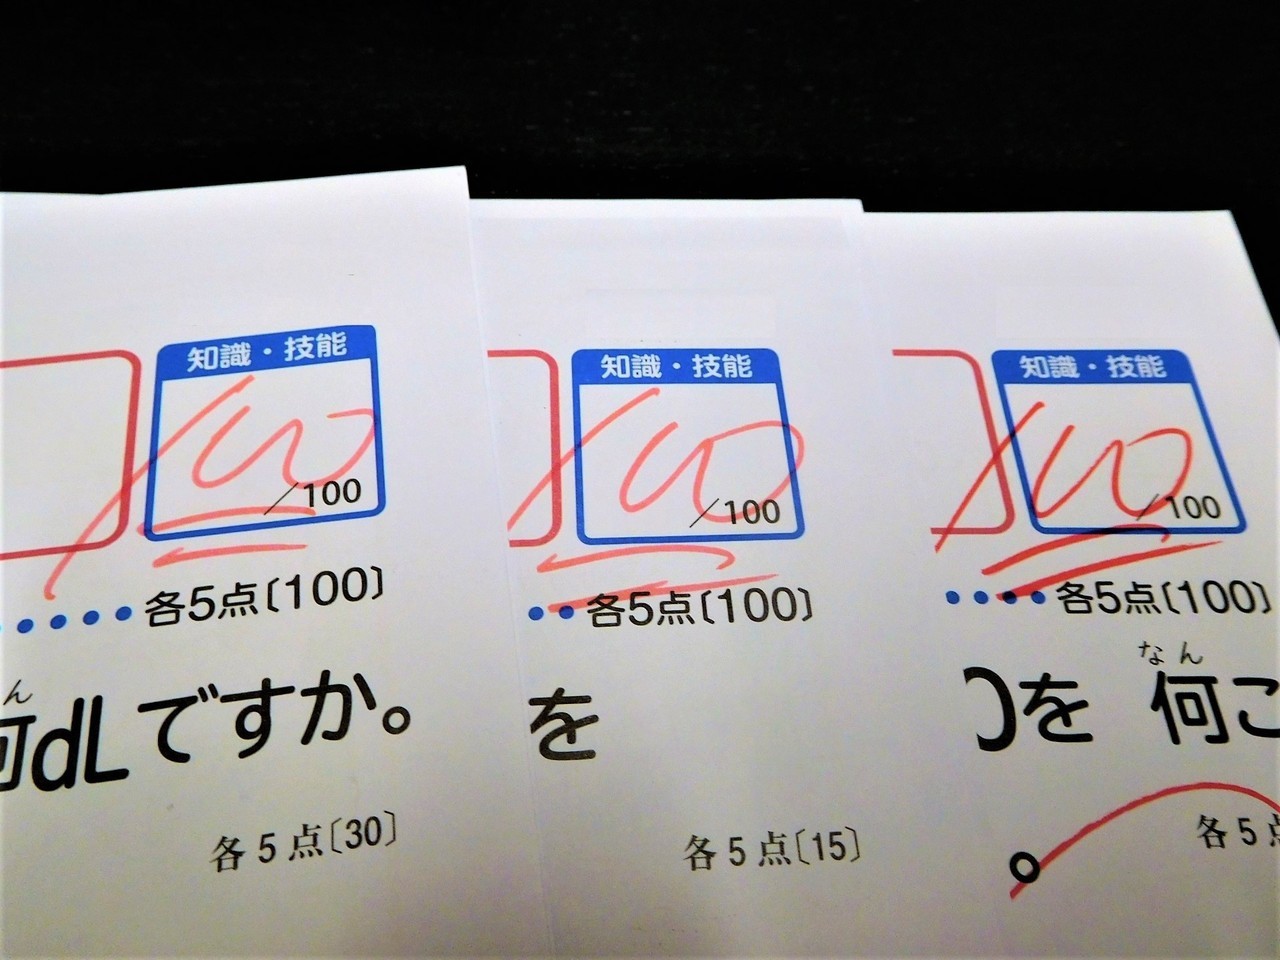 知識・技能
100
/100
各5点〔100〕
ん
何dLですか。
各5点〔30〕
知識・技能
100
/100
各5点〔100〕
を
各5点〔15〕
知識・技能
100
/100
各5点〔100〕
なん
を 何こ
各5点